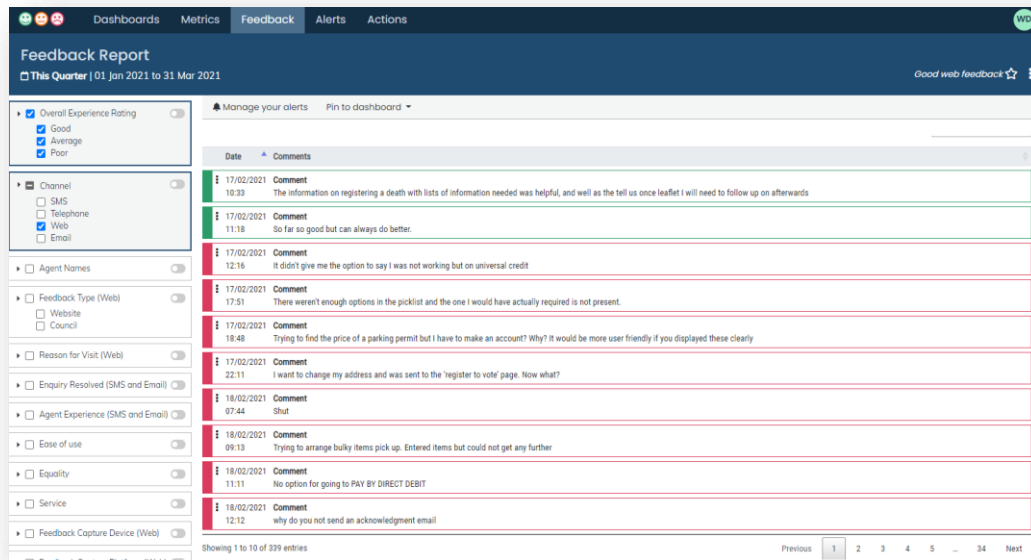 Dashboards Metrics Feedback Alerts Actions WD
Feedback Report
This Quarter | 01 Jan 2021 to 31 Mar 2021
Good web feedback
Manage your alerts Pin to dashboard
Overall Experience Rating
Good
Average
Poor
Channel
SMS
Telephone
Web
Email
Agent Names
Feedback Type (Web)
Website
Council
Reason for Visit (Web)
Enquiry Resolved (SMS and Email)
Agent Experience (SMS and Email)
Ease of use
Equality
Service
Feedback Capture Device (Web)
Date Comments
17/02/2021 Comment
10:33 The information on registering a death with lists of information needed was helpful, and well as the tell us once leaflet I will need to follow up on afterwards
17/02/2021 Comment
11:18 So far so good but can always do better.
17/02/2021 Comment
12:16 It didn't give me the option to say I was not working but on universal credit
17/02/2021 Comment
17:51 There weren't enough options in the picklist and the one I would have actually required is not present.
17/02/2021 Comment
18:48 Trying to find the price of a parking permit but I have to make an account? Why? It would be more user friendly if you displayed these clearly
17/02/2021 Comment
22:11 I want to change my address and was sent to the 'register to vote' page. Now what?
18/02/2021 Comment
07:44 Shut
18/02/2021 Comment
09:13 Trying to arrange bulky items pick up. Entered items but could not get any further
18/02/2021 Comment
11:11 No option for going to PAY BY DIRECT DEBIT
18/02/2021 Comment
12:12 why do you not send an acknowledgment email
Showing 1 to 10 of 339 entries
Previous 1 2 3 4 5 … 34 Next